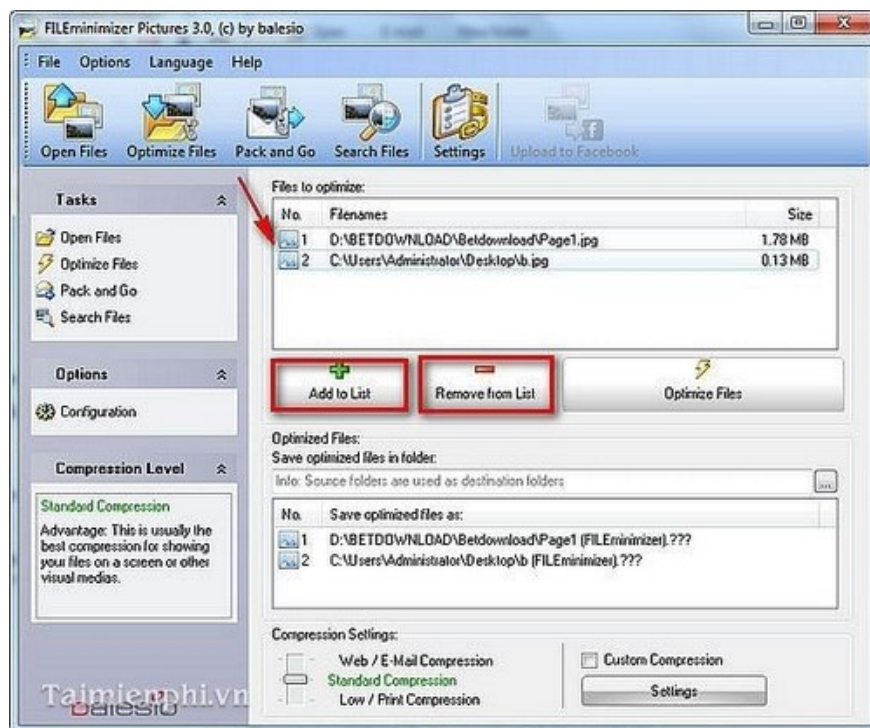 FILEminimizer Pictures 3.0, (c) by balesio
File Options Language Help
Open Files Optimize Files Pack and Go Search Files Settings Upload to Facebook
Tasks
Open Files
Optimize Files
Pack and Go
Search Files
Options
Configuration
Compression Level
Standard Compression
Advantage: This is usually the
best compression for showing
your files on a screen or other
visual medias.
Files to optimize:
No. Filenames Size
1 D:\BETDOWNLOAD\Betdownload\Page1.jpg 1.78 MB
2 C:\Users\Administrator\Desktop\b.jpg 0.13 MB
Add to List Remove from List Optimize Files
Optimized Files:
Save optimized files in folder:
Info: Source folders are used as destination folders
...
No. Save optimized files as:
1 D:\BETDOWNLOAD\Betdownload\Page1 (FILEminimizer).???
2 C:\Users\Administrator\Desktop\b (FILEminimizer).???
Compression Settings:
Web / E-Mail Compression
Standard Compression
Low / Print Compression
Custom Compression
Settings
Taimienphi.vn
balesio